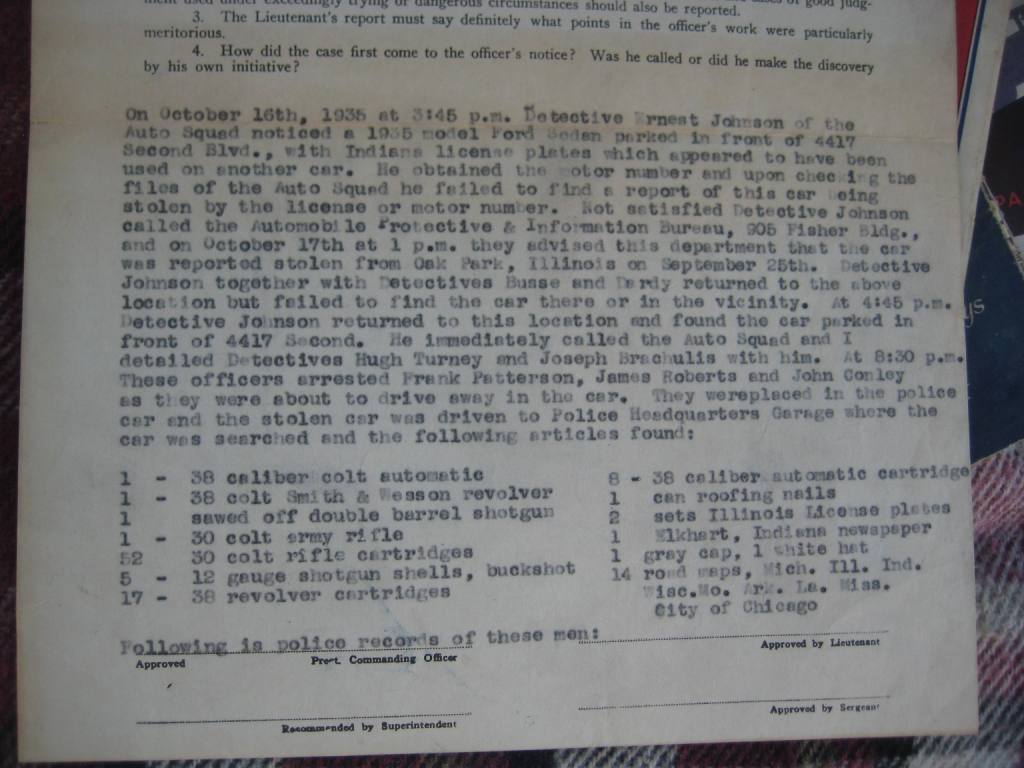 ment used under exceedingly trying or dangerous circumstances should also be reported.
3. The Lieutenant's report must say definitely what points in the officer's work were particularly
meritorious.
4. How did the case first come to the officer's notice? Was he called or did he make the discovery
by his own initiative?
On October 16th, 1935 at 3:45 p.m. Detective Ernest Johnson of the
Auto Squad noticed a 1935 model Ford Sedan parked in front of 4417
Second Blvd., with Indiana license plates which appeared to have been
used on another car. He obtained the motor number and upon checking the
files of the Auto Squad he failed to find a report of this car being
stolen by the license or motor number. Not satisfied Detective Johnson
called the Automobile Protective & Information Bureau, 905 Fisher Bldg.,
and on October 17th at 1 p.m. they advised this department that the car
was reported stolen from Oak Park, Illinois on September 25th. Detective
Johnson together with Detectives Busse and Dardy returned to the above
location but failed to find the car there or in the vicinity. At 4:45 p.m.
Detective Johnson returned to this location and found the car parked in
front of 4417 Second. He immediately called the Auto Squad and I
detailed Detectives Hugh Turney and Joseph Brachulis with him. At 8:30 p.m.
These officers arrested Frank Patterson, James Roberts and John Conley
as they were about to drive away in the car. They wereplaced in the police
car and the stolen car was driven to Police Headquarters Garage where the
car was searched and the following articles found:
1 - 38 caliber colt automatic
1 - 38 colt Smith & Wesson revolver
1 sawed off double barrel shotgun
1 - 30 colt army rifle
52 30 colt rifle cartridges
5 - 12 gauge shotgun shells, buckshot
17 - 38 revolver cartridges
8 - 38 caliber automatic cartridge
1 can roofing nails
2 sets Illinois License plates
1 Elkhart, Indiana newspaper
1 gray cap, 1 white hat
14 road maps, Mich. Ill. Ind.
Wisc.Mo. Ark. La. Miss.
City of Chicago
Following is police records of these men:
Approved Prect. Commanding Officer
Approved by Lieutenant
Recommended by Superintendent
Approved by Sergeant